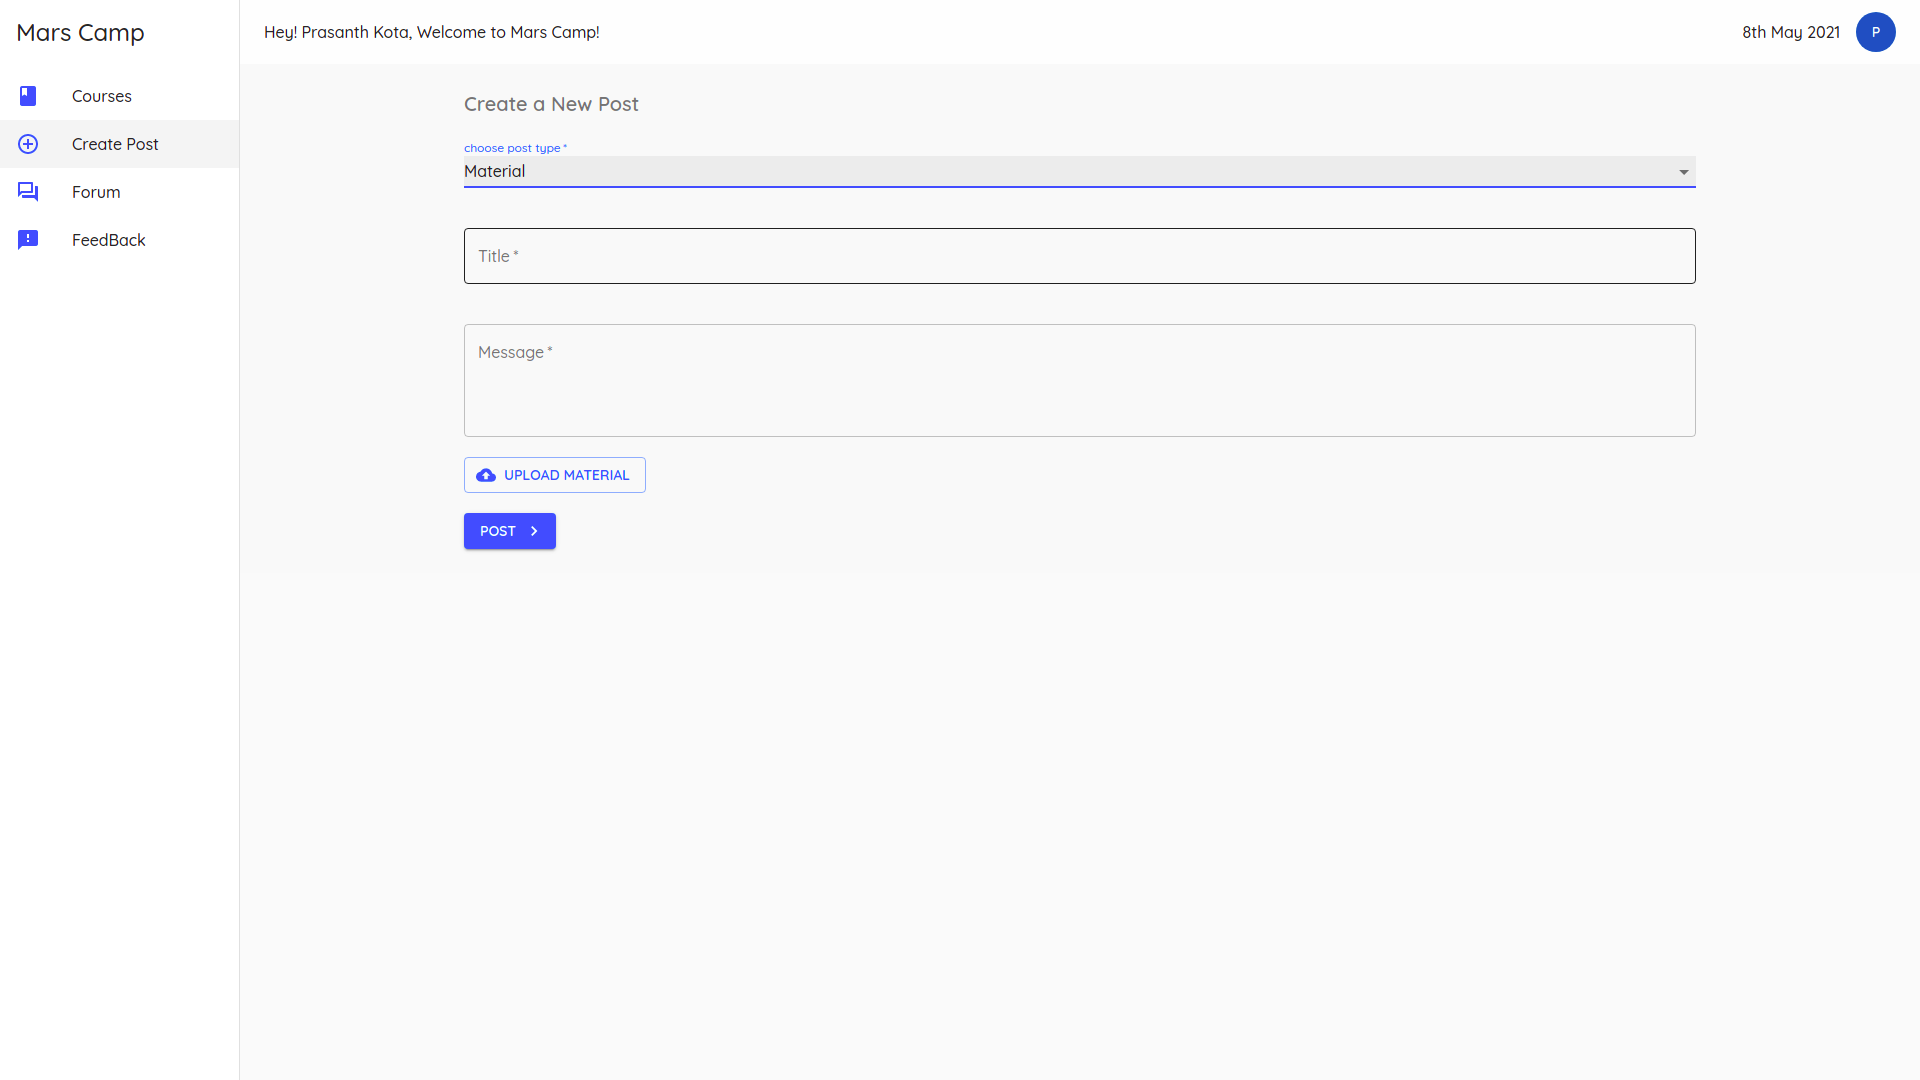 Mars Camp
Hey! Prasanth Kota, Welcome to Mars Camp!
8th May 2021
P
Courses
Create Post
Forum
FeedBack
Create a New Post
choose post type *
Material
Title *
Message *
UPLOAD MATERIAL
POST